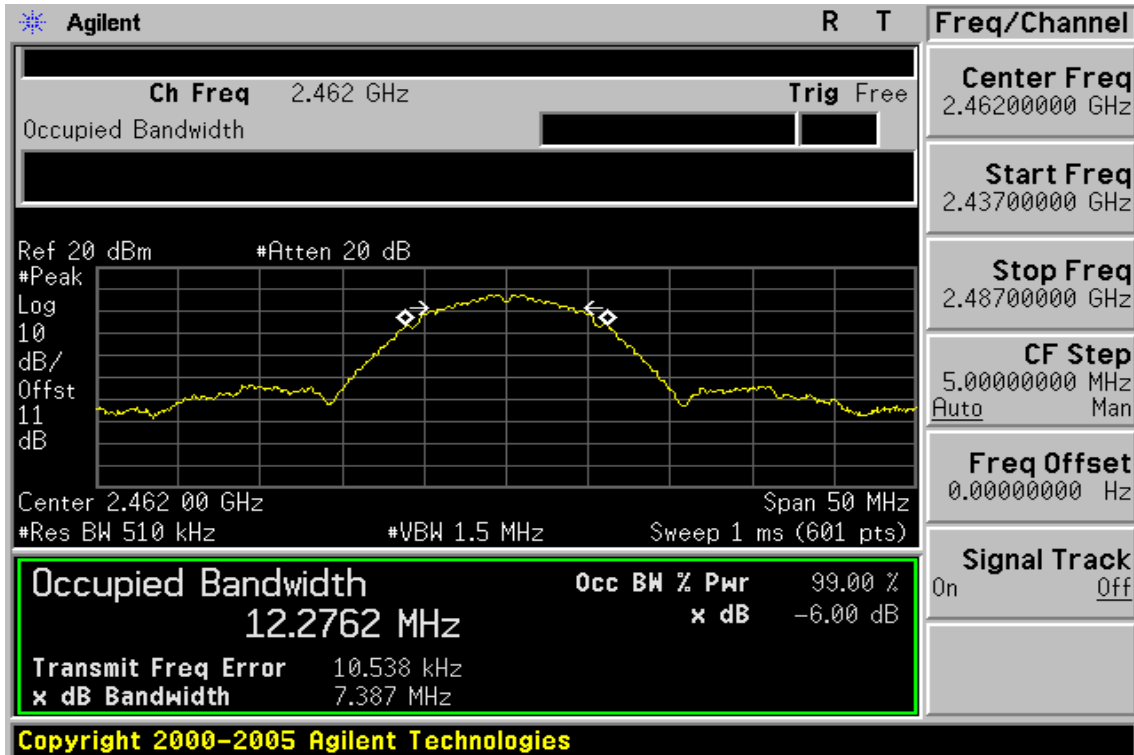 Agilent R T
Freq/Channel
Ch Freq 2.462 GHz Trig Free
Occupied Bandwidth
Center Freq
2.46200000 GHz
Start Freq
2.43700000 GHz
Stop Freq
2.48700000 GHz
CF Step
5.00000000 MHz
Auto Man
Freq Offset
0.00000000 Hz
Signal Track
On Off
Ref 20 dBm #Atten 20 dB
#Peak
Log
10
dB/
Offst
11
dB
Center 2.462 00 GHz Span 50 MHz
#Res BW 510 kHz #VBW 1.5 MHz Sweep 1 ms (601 pts)
Occupied Bandwidth Occ BW % Pwr 99.00 %
12.2762 MHz x dB -6.00 dB
Transmit Freq Error 10.538 kHz
x dB Bandwidth 7.387 MHz
Copyright 2000-2005 Agilent Technologies